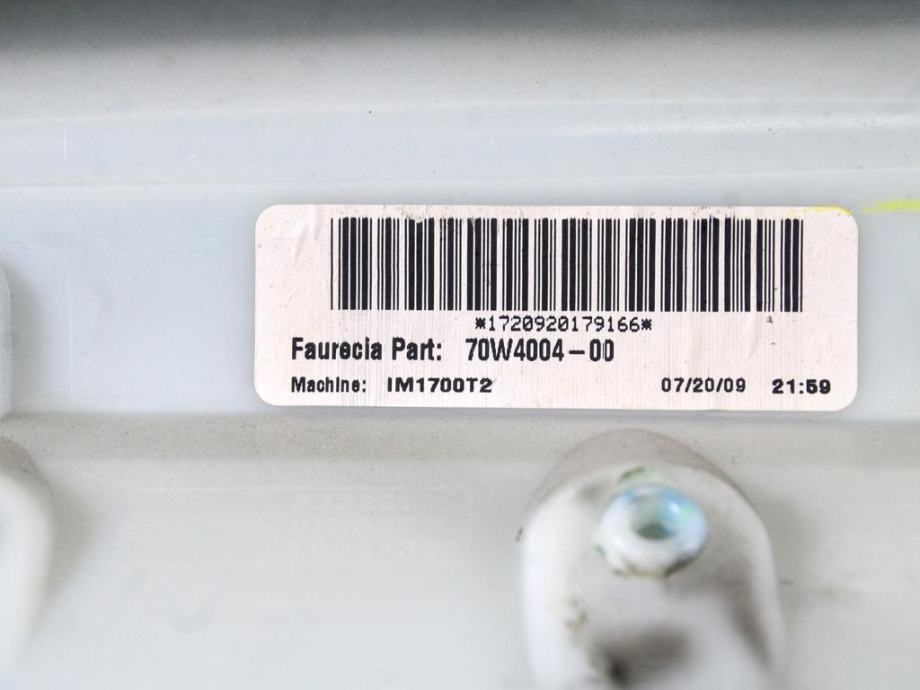 *1720920179166*
Faurecia Part: 70W4004-00
Machine: IM1700T2 07/20/09 21:59